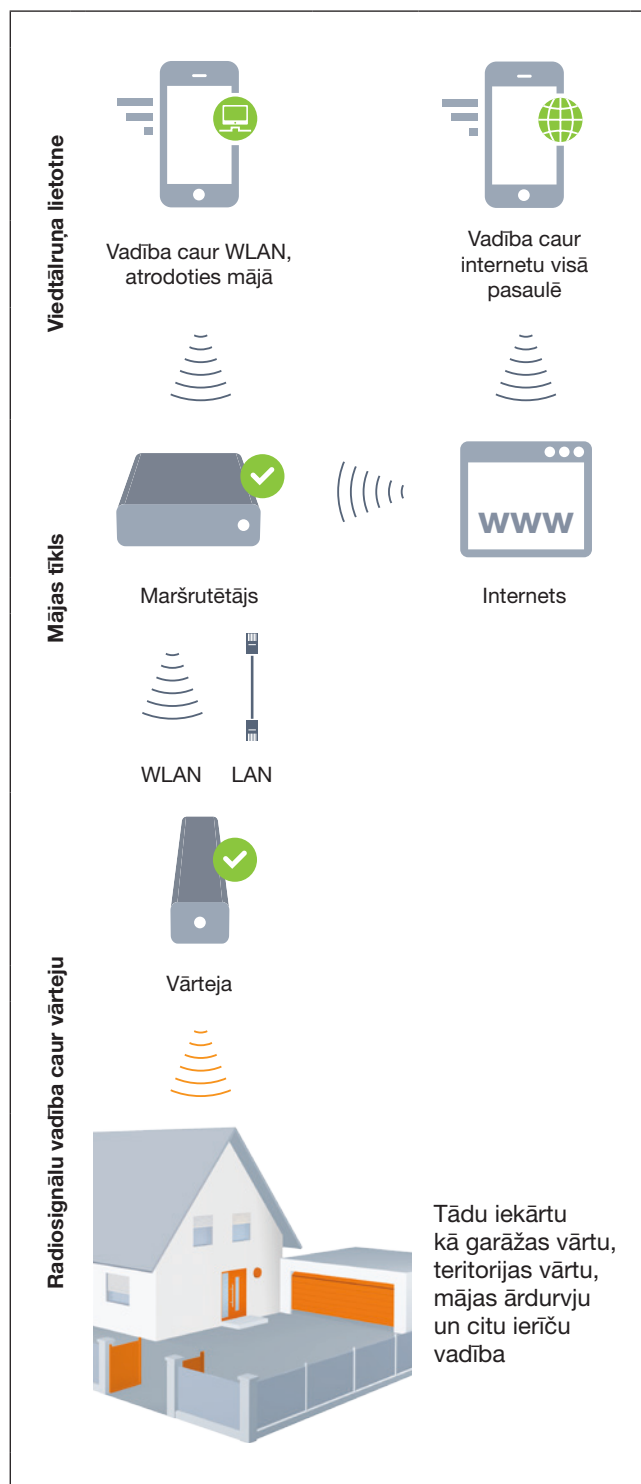 Viedtālruņa lietotne
Vadība caur WLAN,
atrodoties mājā
Vadība caur
internetu visā
pasaulē
Mājas tīkls
www
Maršrutētājs
Internets
WLAN
LAN
Radiosignālu vadība caur vārteju
Vārteja
Tādu iekārtu
kā garāžas vārtu,
teritorijas vārtu,
mājas ārdurvju
un citu ierīču
vadība